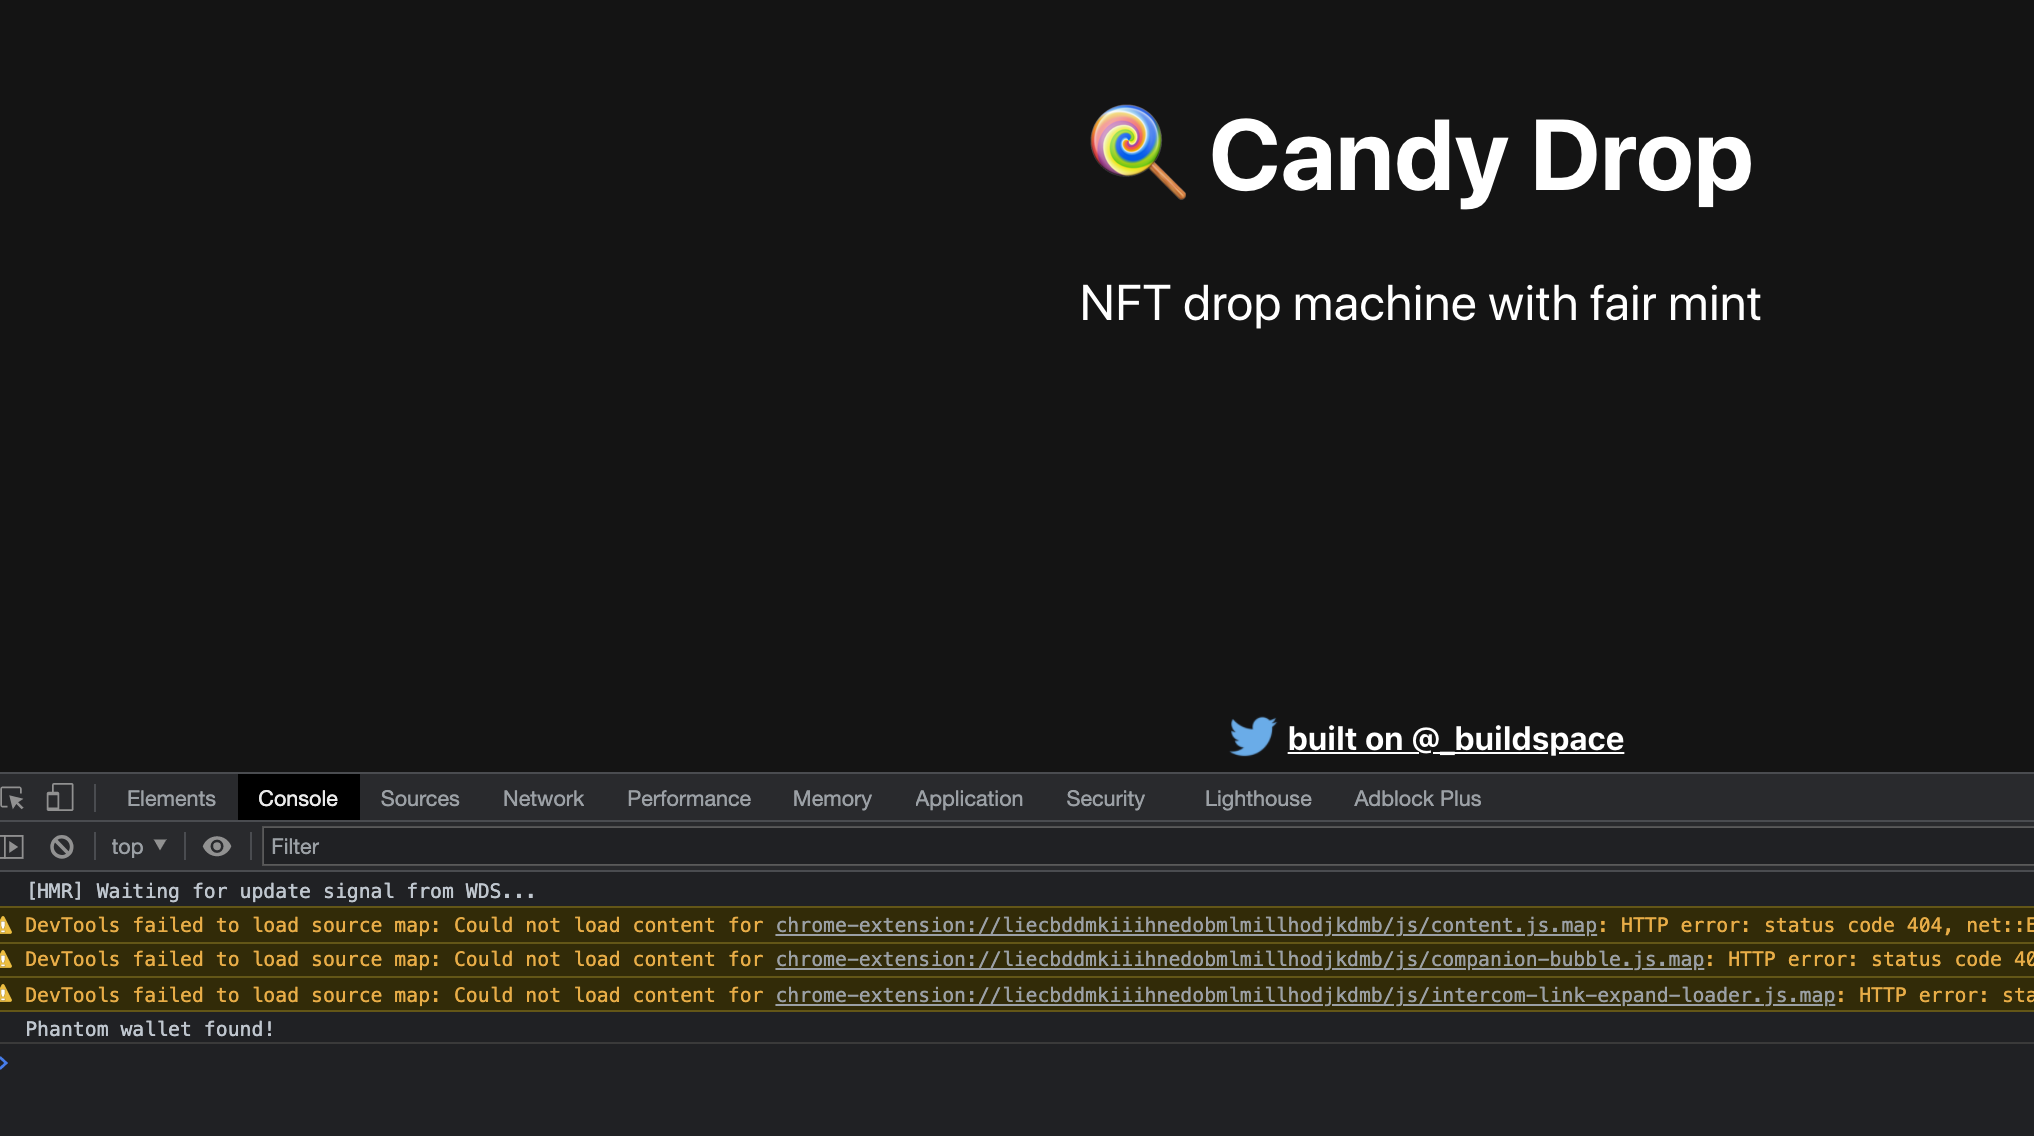 Candy Drop
NFT drop machine with fair mint
built on @_buildspace
Elements Console Sources Network Performance Memory Application Security Lighthouse Adblock Plus
top Filter
[HMR] Waiting for update signal from WDS...
DevTools failed to load source map: Could not load content for chrome-extension://liecbddmkiiihnedobmlmillhodjkdmb/js/content.js.map: HTTP error: status code 404, net::E
DevTools failed to load source map: Could not load content for chrome-extension://liecbddmkiiihnedobmlmillhodjkdmb/js/companion-bubble.js.map: HTTP error: status code 40
DevTools failed to load source map: Could not load content for chrome-extension://liecbddmkiiihnedobmlmillhodjkdmb/js/intercom-link-expand-loader.js.map: HTTP error: sta
Phantom wallet found!